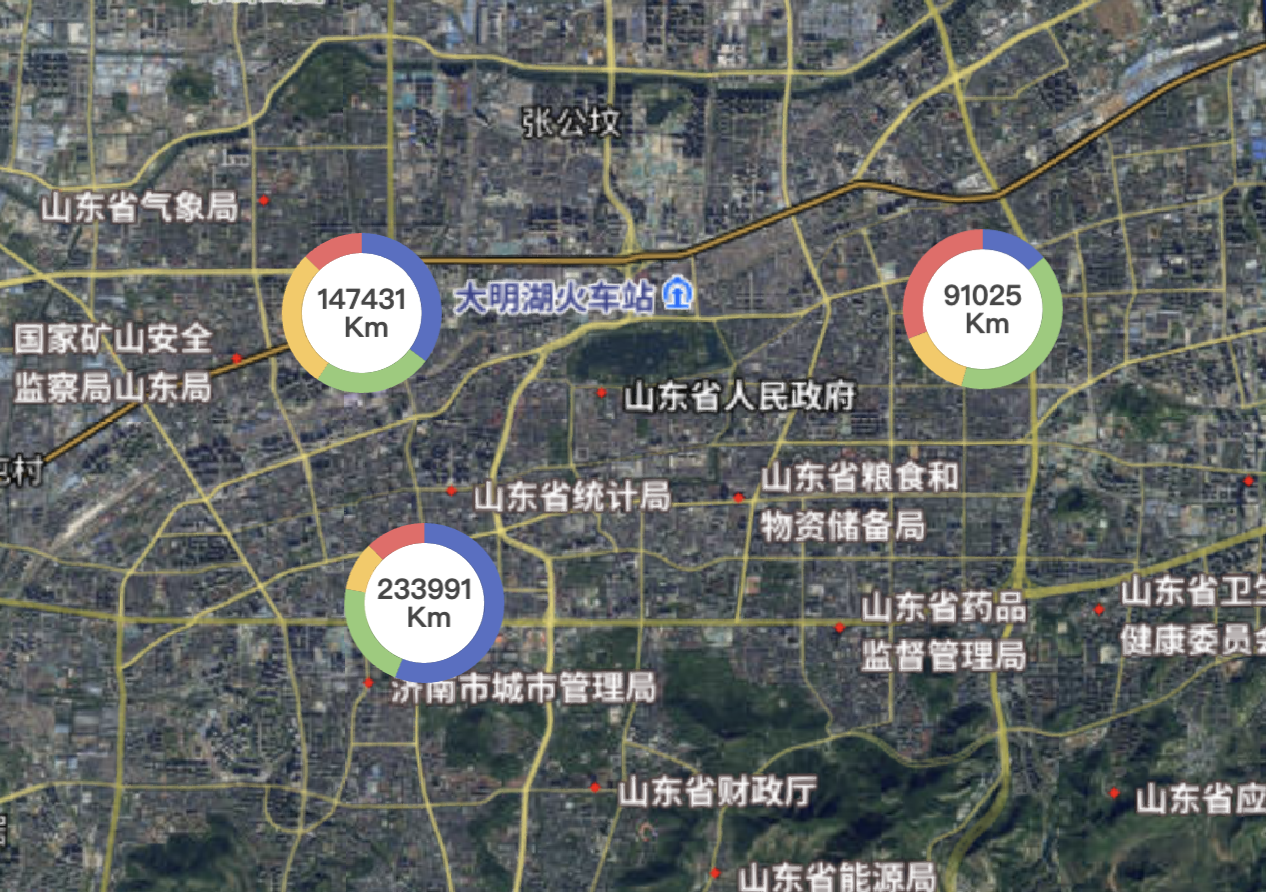 张公坟
山东省气象局
147431
Km
大明湖火车站
91025
Km
国家矿山安全
监察局山东局
山东省人民政府
村
山东省统计局
山东省粮食和
物资储备局
233991
Km
山东省药品
监督管理局
山东省卫生
健康委员会
济南市城市管理局
山东省财政厅
山东省应
山东省能源局